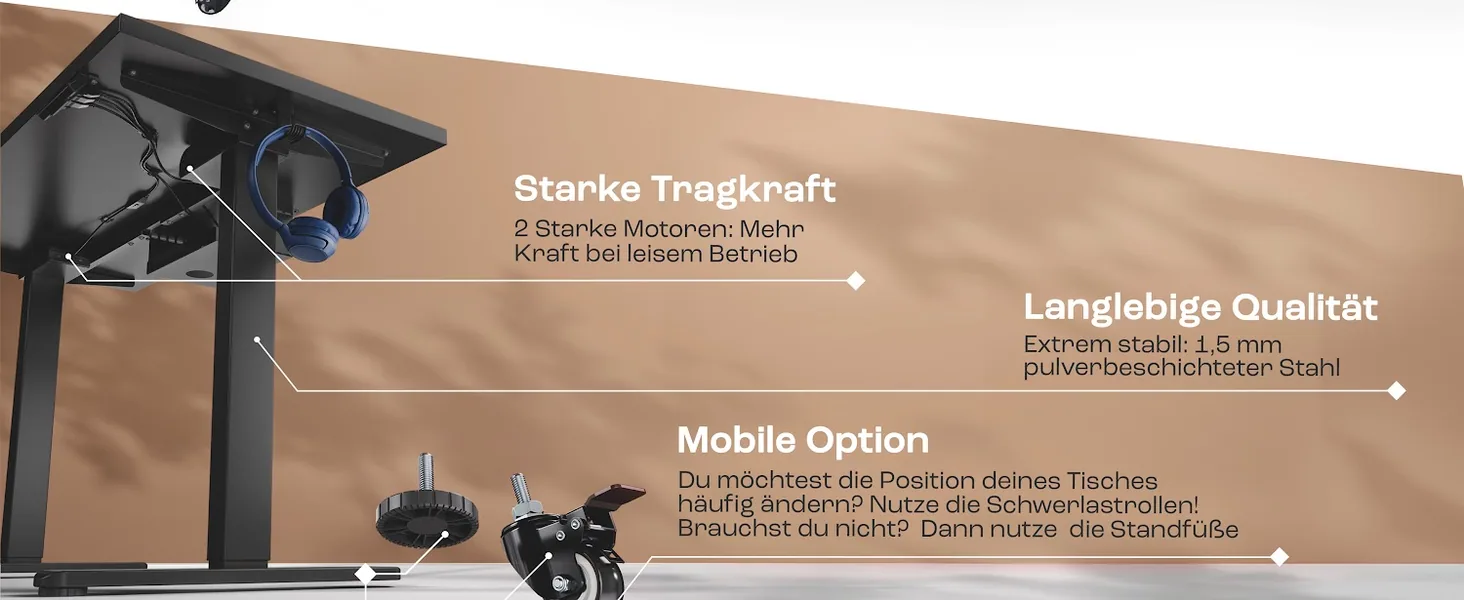 Starke Tragkraft
2 Starke Motoren: Mehr
Kraft bei leisem Betrieb
Langlebige Qualität
Extrem stabil: 1,5 mm
pulverbeschichteter Stahl
Mobile Option
Du möchtest die Position deines Tisches
häufig ändern? Nutze die Schwerlastrollen!
Brauchst du nicht? Dann nutze die Standfüße